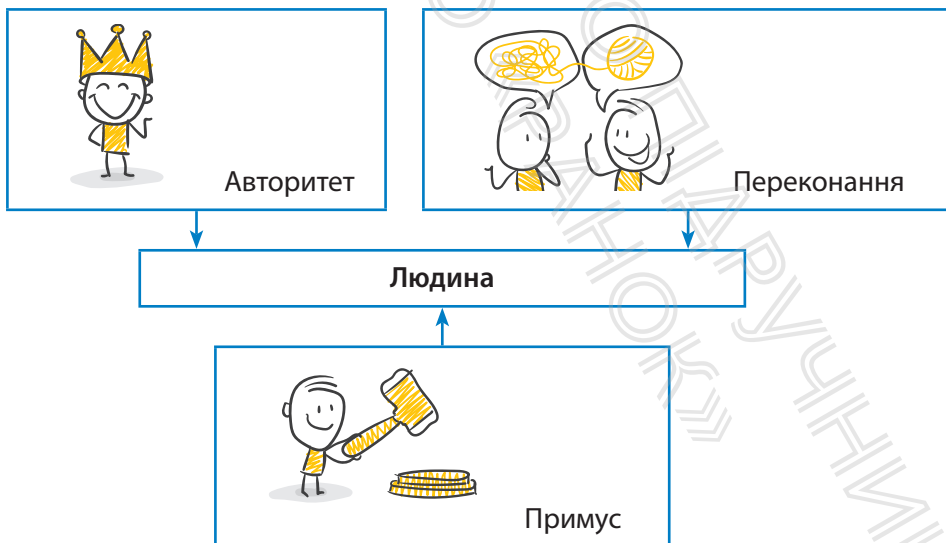 Авторитет
Переконання
Людина
Примус